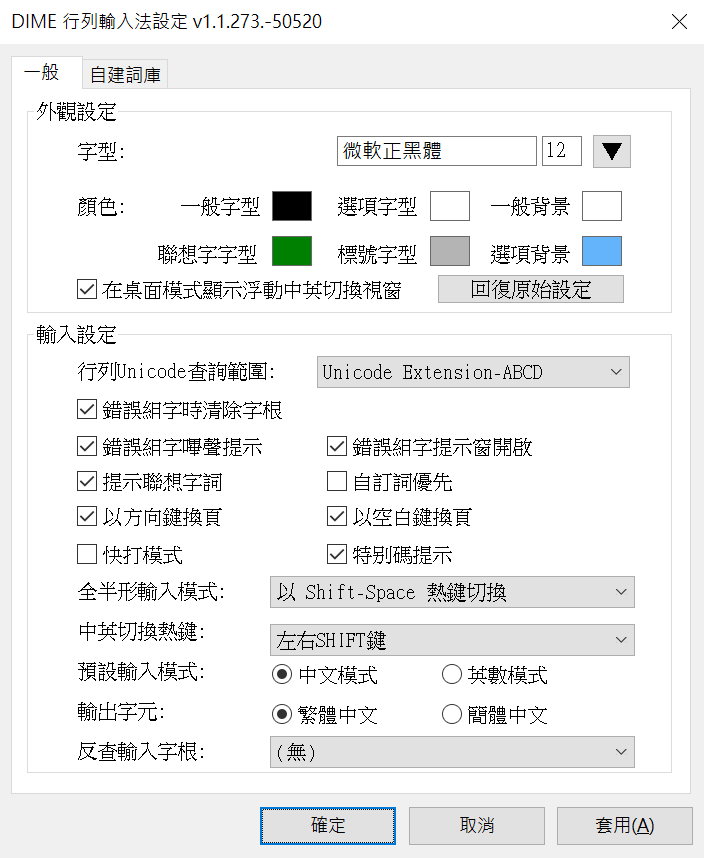 DIME 行列輸入法設定 v1.1.273.-50520
一般 自建詞庫
外觀設定
字型: 微軟正黑體 12
顏色: 一般字型 選項字型 一般背景
聯想字字型 標號字型 選項背景
在桌面模式顯示浮動中英切換視窗 回復原始設定
輸入設定
行列Unicode查詢範圍: Unicode Extension-ABCD
錯誤組字時清除字根
錯誤組字嗶聲提示 錯誤組字提示窗開啟
提示聯想字詞 自訂詞優先
以方向鍵換頁 以空白鍵換頁
快打模式 特別碼提示
全半形輸入模式: 以 Shift-Space 熱鍵切換
中英切換熱鍵: 左右SHIFT鍵
預設輸入模式: 中文模式 英數模式
輸出字元: 繁體中文 簡體中文
反查輸入字根: (無)
確定 取消 套用(A)